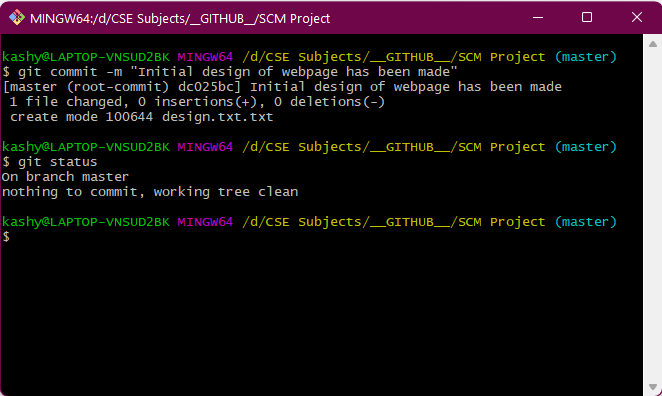 MINGW64:/d/CSE Subjects/__GITHUB__/SCM Project
kashy@LAPTOP-VNSUD2BK MINGW64 /d/CSE Subjects/__GITHUB__/SCM Project (master)
$ git commit -m "Initial design of webpage has been made"
[master (root-commit) dc025bc] Initial design of webpage has been made
 1 file changed, 0 insertions(+), 0 deletions(-)
 create mode 100644 design.txt.txt
kashy@LAPTOP-VNSUD2BK MINGW64 /d/CSE Subjects/__GITHUB__/SCM Project (master)
$ git status
On branch master
nothing to commit, working tree clean
kashy@LAPTOP-VNSUD2BK MINGW64 /d/CSE Subjects/__GITHUB__/SCM Project (master)
$